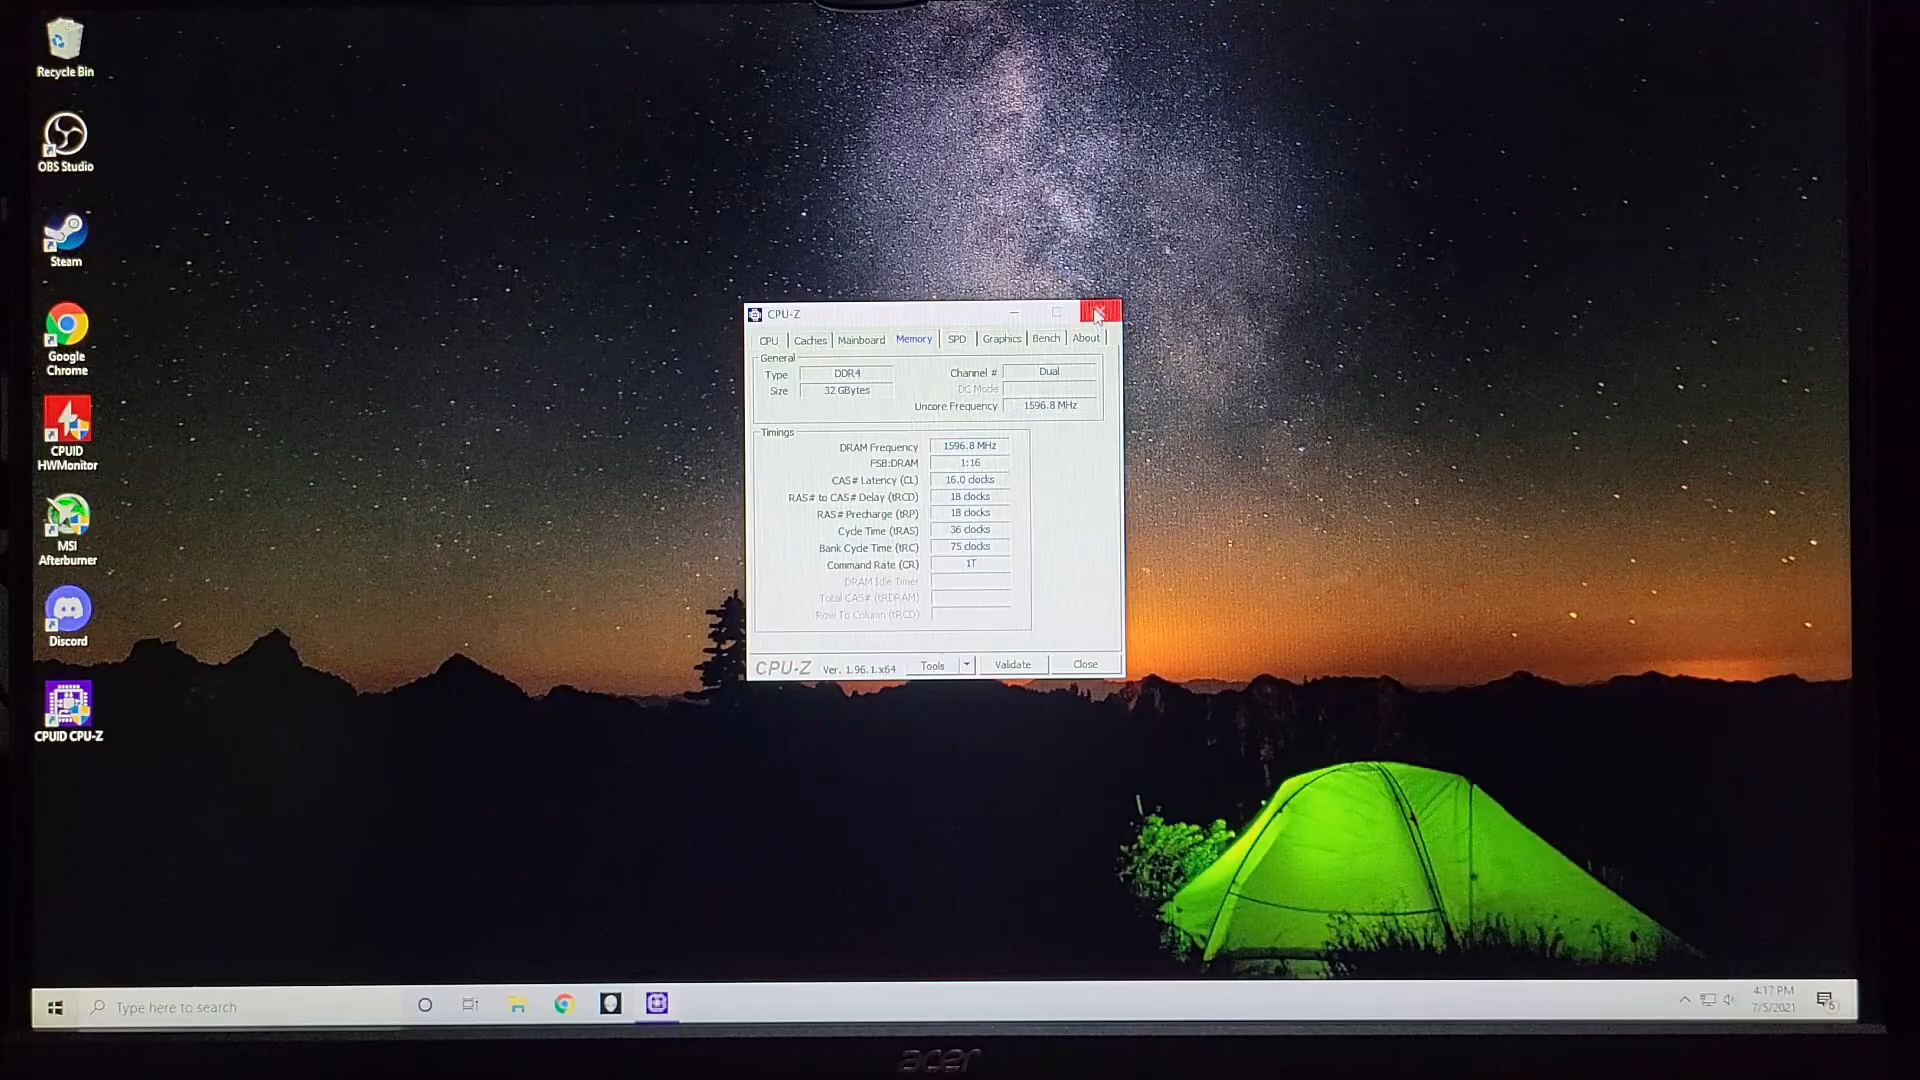 Recycle Bin
OBS Studio
Steam
Google
Chrome
CPUID
HWMonitor
MSI
Afterburner
Discord
CPUID CPU-Z
CPU-Z
CPU Caches Mainboard Memory SPD Graphics Bench About
General
Type DDR4 Channel # Dual
Size 32 GBytes DC Mode
Uncore Frequency 1596.8 MHz
Timings
DRAM Frequency 1596.8 MHz
FSB:DRAM 1:16
CAS# Latency (CL) 16.0 clocks
RAS# to CAS# Delay (tRCD) 18 clocks
RAS# Precharge (tRP) 18 clocks
Cycle Time (tRAS) 36 clocks
Bank Cycle Time (tRC) 75 clocks
Command Rate (CR) 1T
DRAM Idle Timer
Total CAS# (tRDRAM)
Row To Column (tRCD)
CPU-Z Ver. 1.96.1.x64 Tools Validate Close
Type here to search
4:17 PM
7/5/2021
acer